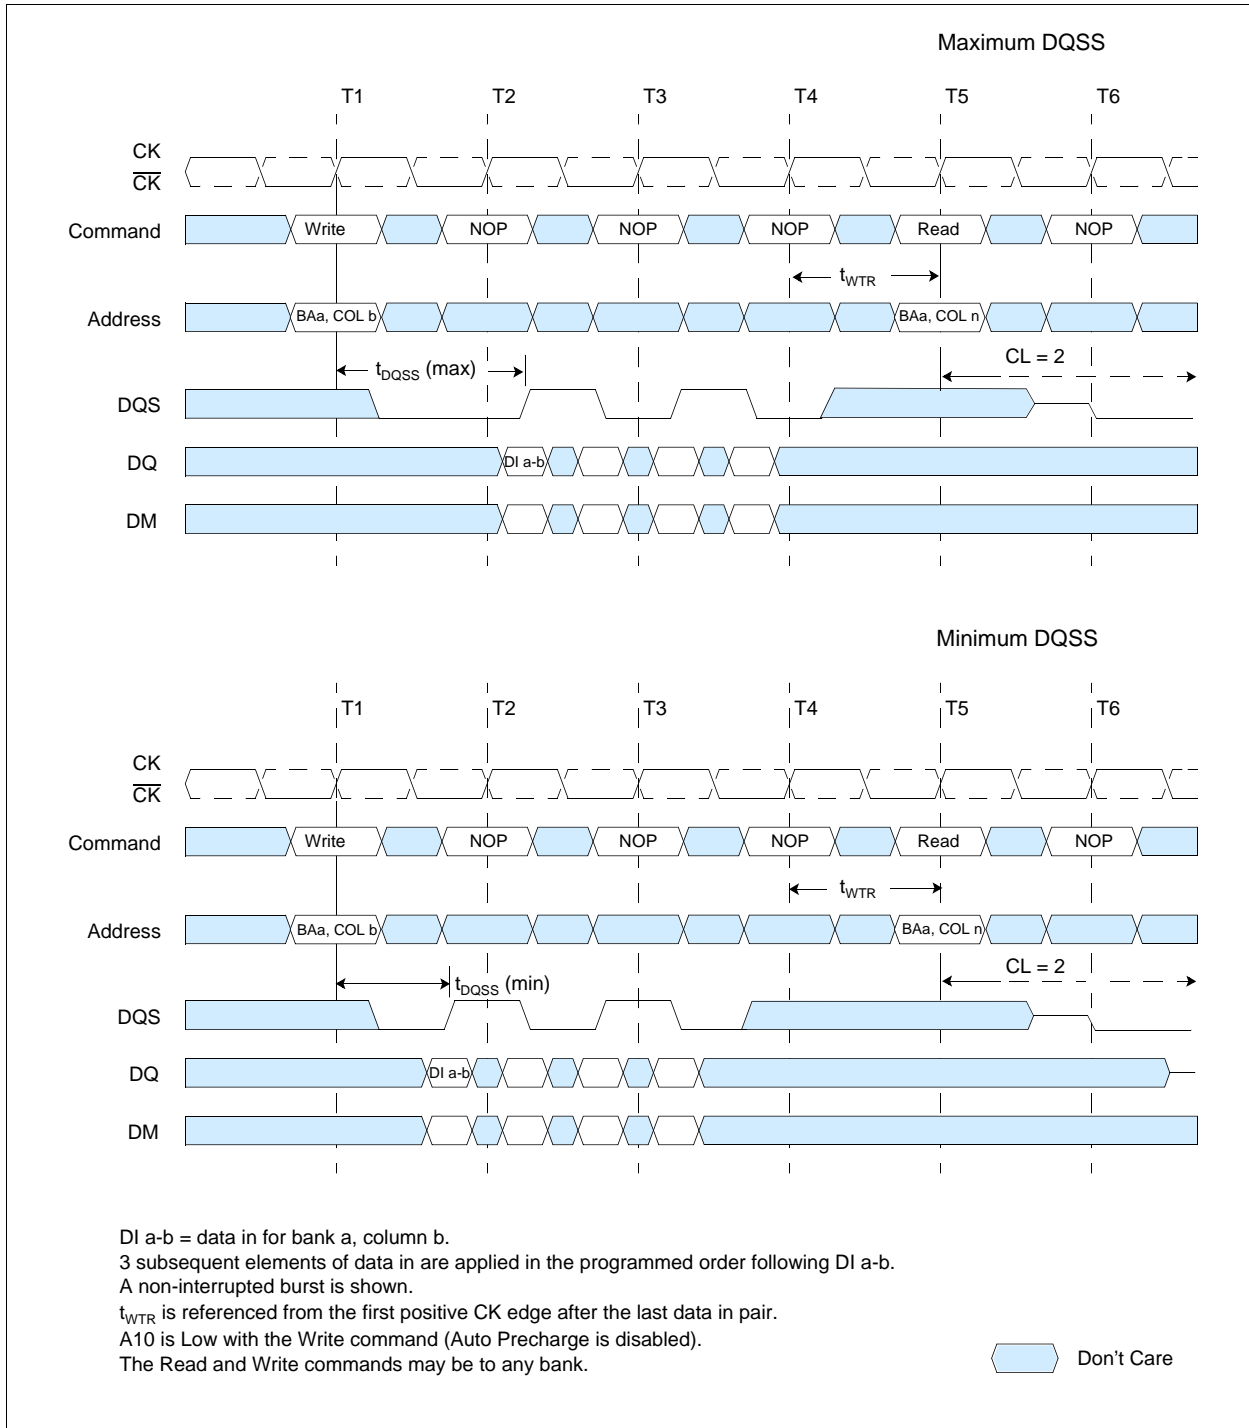 Maximum DQSS
T1 T2 T3 T4 T5 T6
CK
CK
Command Write NOP NOP NOP Read NOP
tWTR
Address BAa, COL b BAa, COL n
tDQSS (max) CL = 2
DQS
DQ DI a-b
DM
Minimum DQSS
T1 T2 T3 T4 T5 T6
CK
CK
Command Write NOP NOP NOP Read NOP
tWTR
Address BAa, COL b BAa, COL n
tDQSS (min) CL = 2
DQS
DQ DI a-b
DM
DI a-b = data in for bank a, column b.
3 subsequent elements of data in are applied in the programmed order following DI a-b.
A non-interrupted burst is shown.
tWTR is referenced from the first positive CK edge after the last data in pair.
A10 is Low with the Write command (Auto Precharge is disabled).
The Read and Write commands may be to any bank.
Don't Care